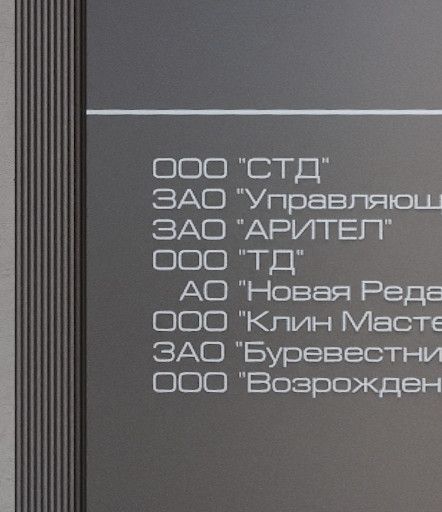 ООО "СТД"
ЗАО "Управляющ
ЗАО "АРИТЕЛ"
ООО "ТД"
АО "Новая Реда
ООО "Клин Масте
ЗАО "Буревестни
ООО "Возрожден